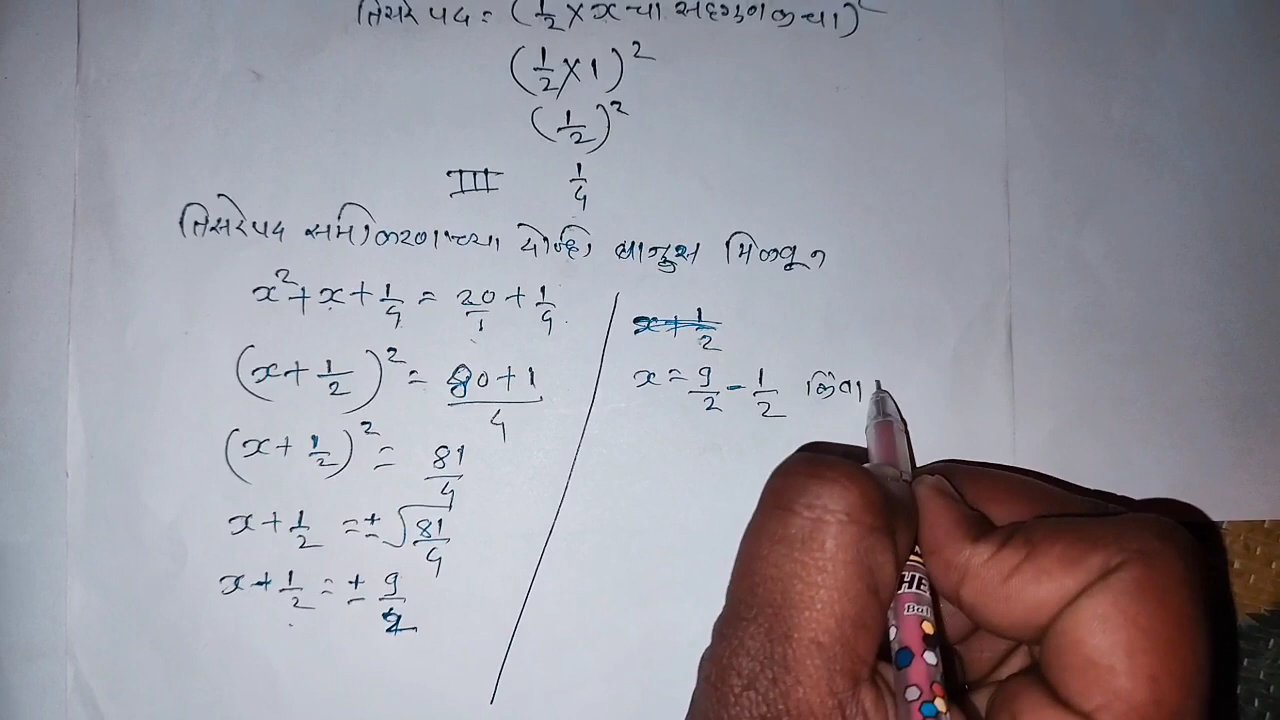 तिसरे पद = (1/2 × x च्या सहगुणकाचा)²
(1/2 × 1)²
(1/2)²
III 1/4
तिसरे पद समिकरणाच्या दोन्हि बाजुस मिळवून
x² + x + 1/4 = 20/1 + 1/4
(x + 1/2)² = 80 + 1/4
(x + 1/2)² = 81/4
x + 1/2 = ± √81/4
x + 1/2 = ± 9/2
x + 1/2
x = 9/2 - 1/2 किंवा
HE
Bal